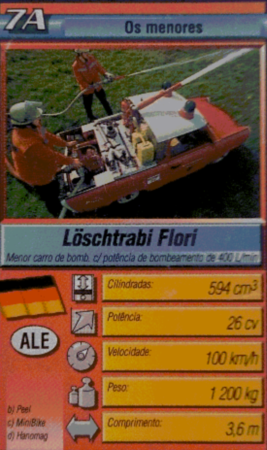 7A
Os menores
Löschtrabi Flori
Menor carro de bomb. c/ potência de bombeamento de 400 L/min
Cilindradas:
594 cm³
Potência:
26 cv
ALE
Velocidade:
100 km/h
Peso:
1 200 kg
b) Peel
c) MiniBike
d) Hanomag
Comprimento:
3,6 m